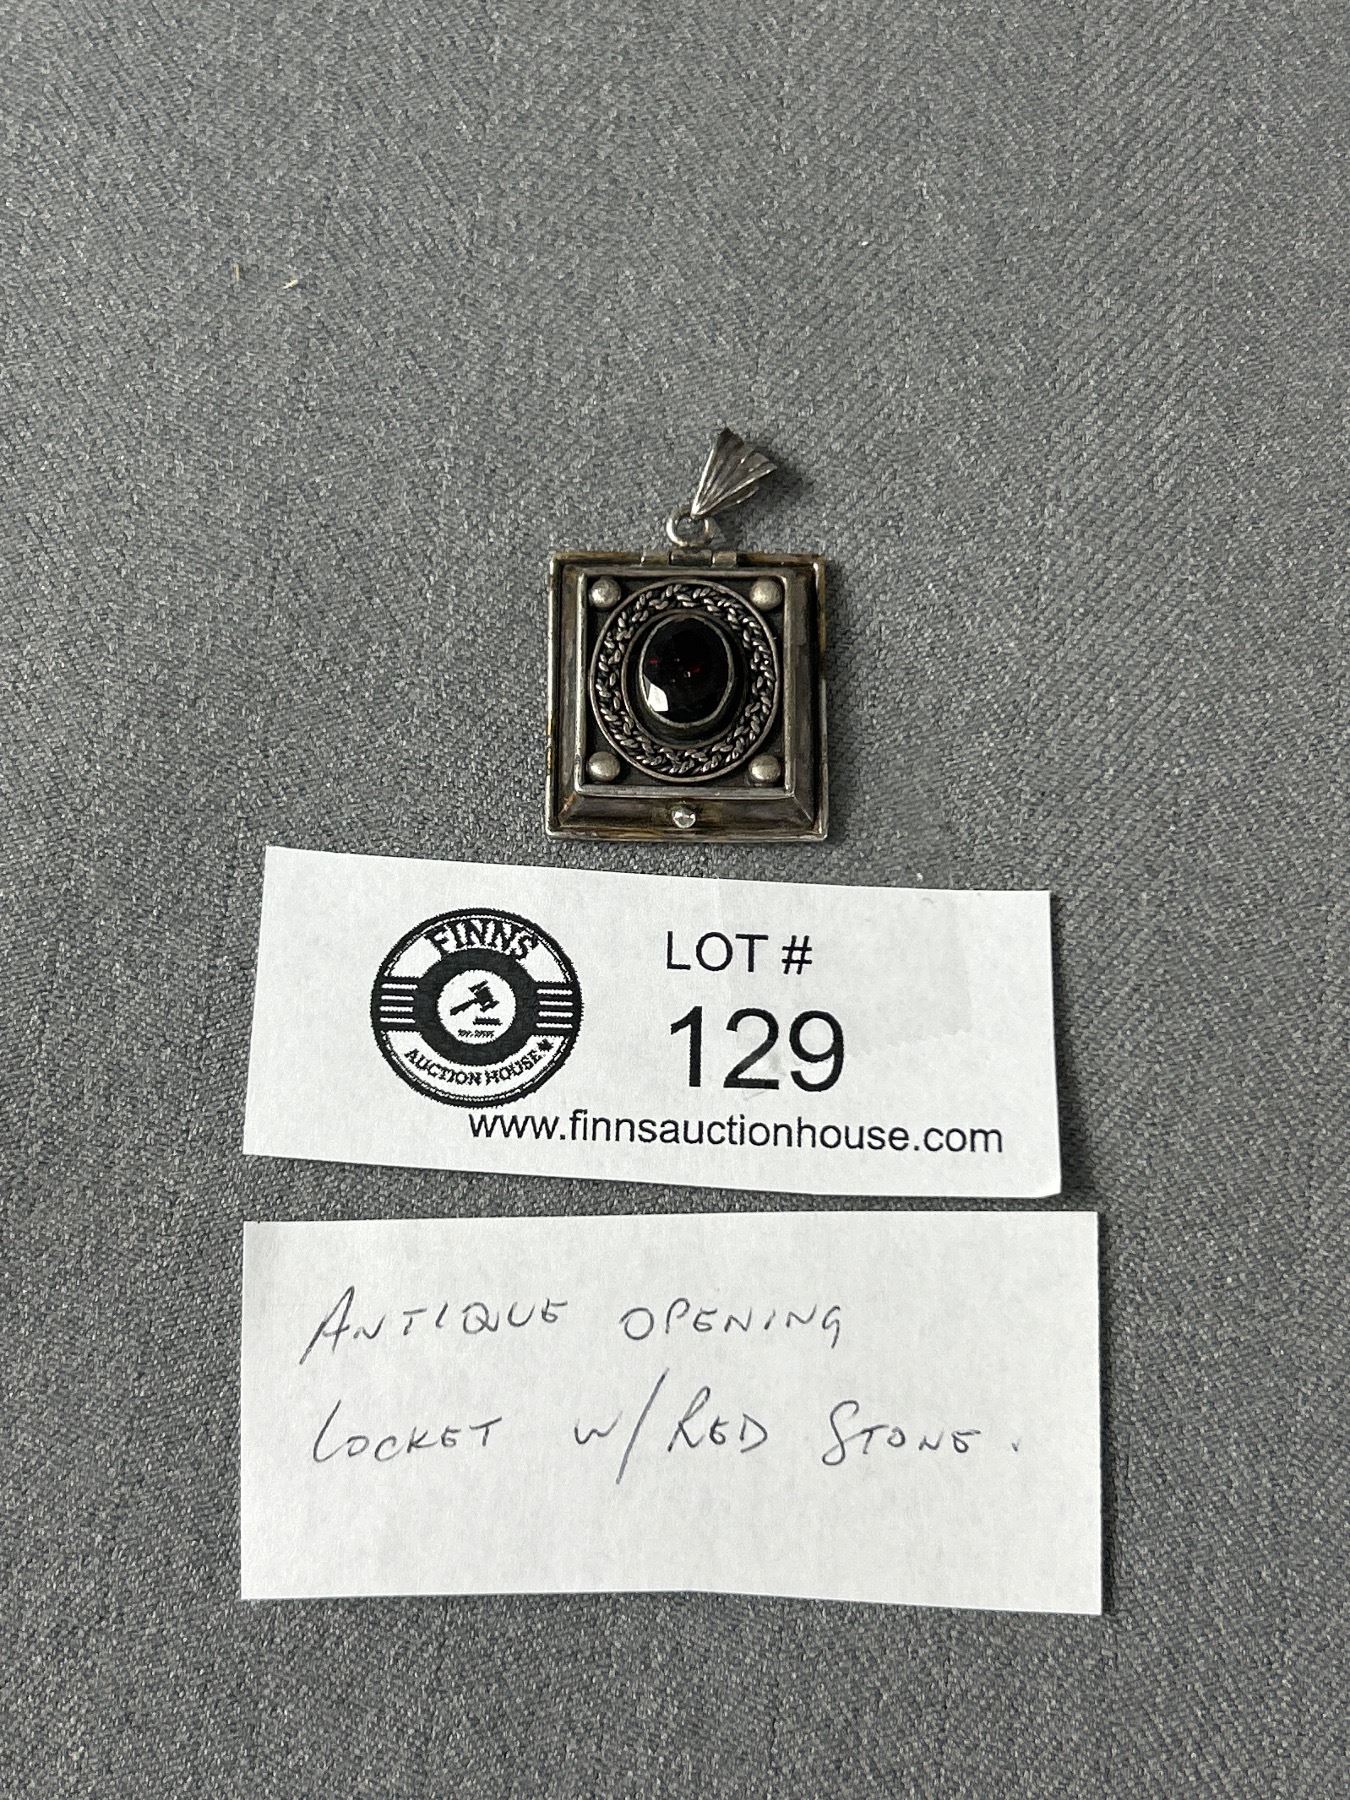 FINNS
AUCTION HOUSE
LOT #
129
www.finnsauctionhouse.com
ANTIQUE OPENING
LOCKET W/ RED STONE.